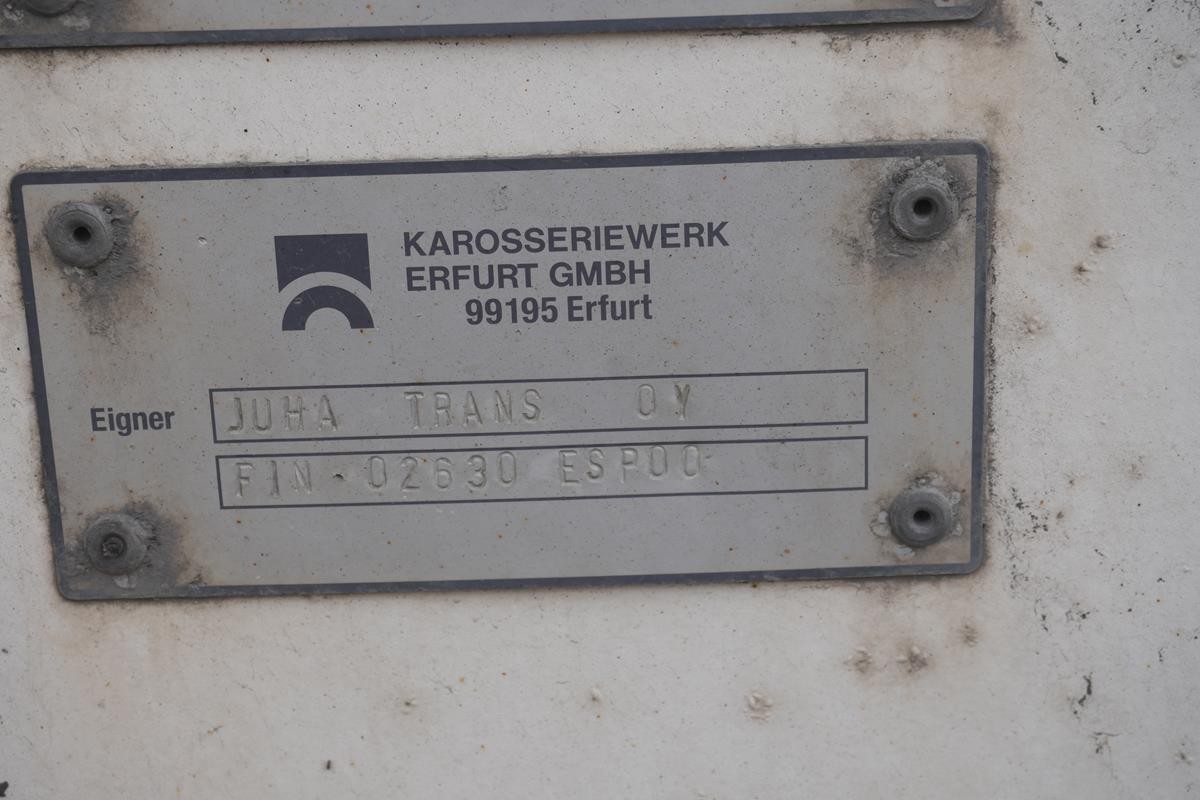 KAROSSERIEWERK
ERFURT GMBH
99195 Erfurt
Eigner JUHA TRANS OY
FIN-02630 ESPOO